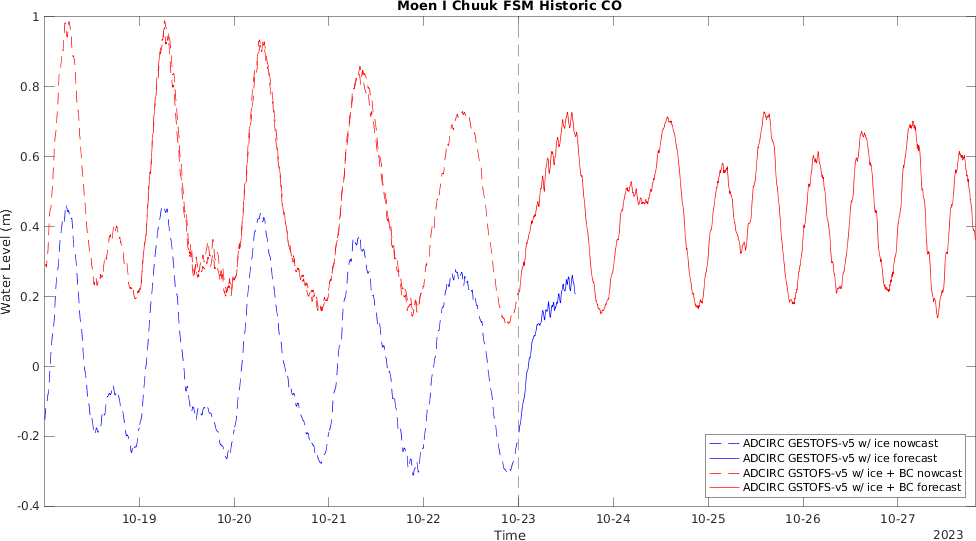 Moen I Chuuk FSM Historic CO
1
0.8
0.6
0.4
0.2
0
-0.2
-0.4
Water Level (m)
10-19 10-20 10-21 10-22 10-23 10-24 10-25 10-26 10-27
Time
2023
ADCIRC GESTOFS-v5 w/ ice nowcast
ADCIRC GESTOFS-v5 w/ ice forecast
ADCIRC GSTOFS-v5 w/ ice + BC nowcast
ADCIRC GSTOFS-v5 w/ ice + BC forecast